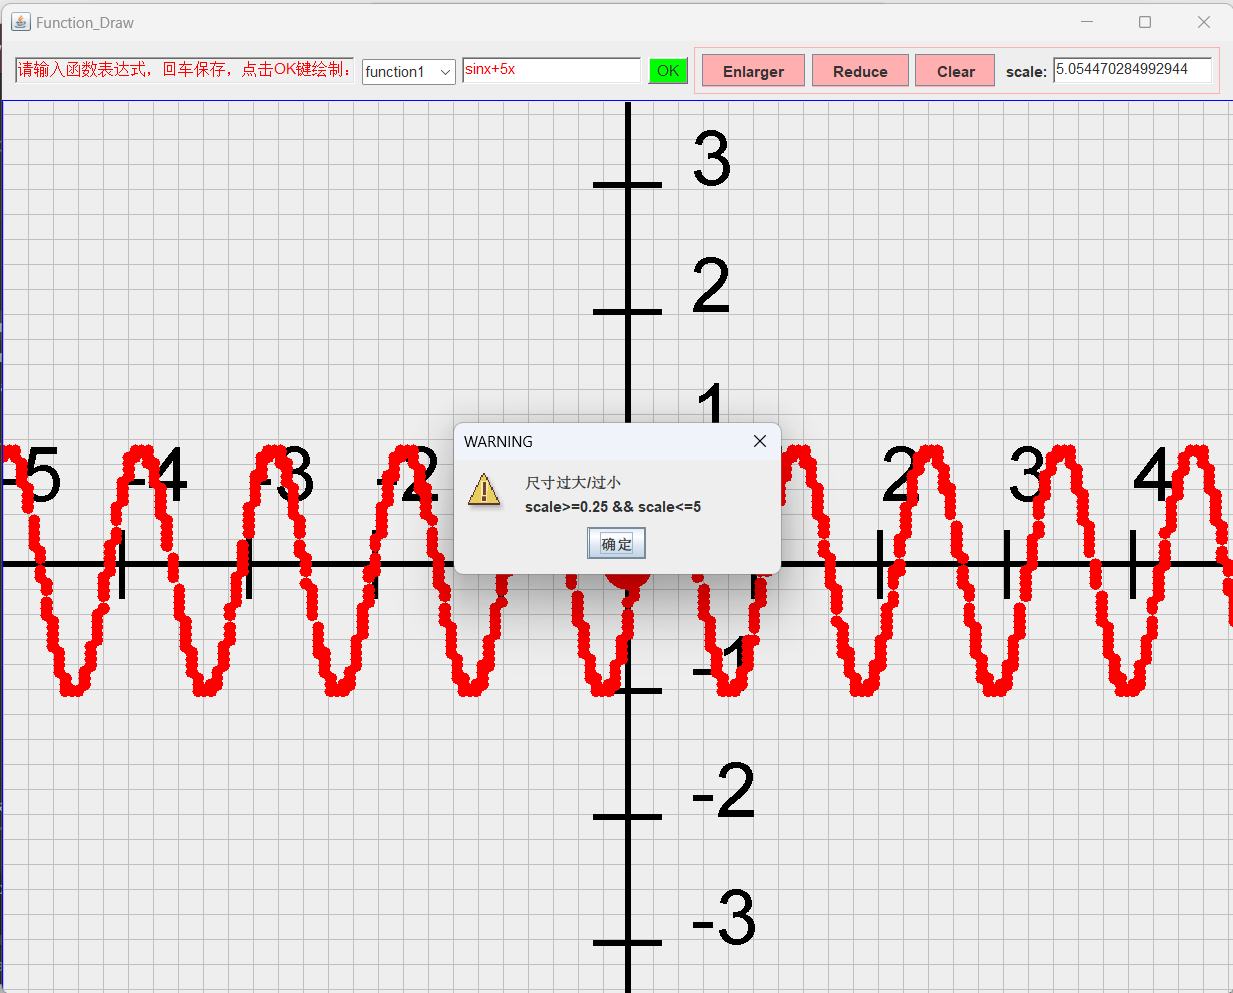 Function_Draw
请输入函数表达式，回车保存，点击OK键绘制：
function1
sinx+5x
OK
Enlarger
Reduce
Clear
scale:
5.054470284992944
3
2
1
-5
-4
-3
-2
2
3
4
WARNING
尺寸过大/过小
scale>=0.25 && scale<=5
确定
-1
-2
-3